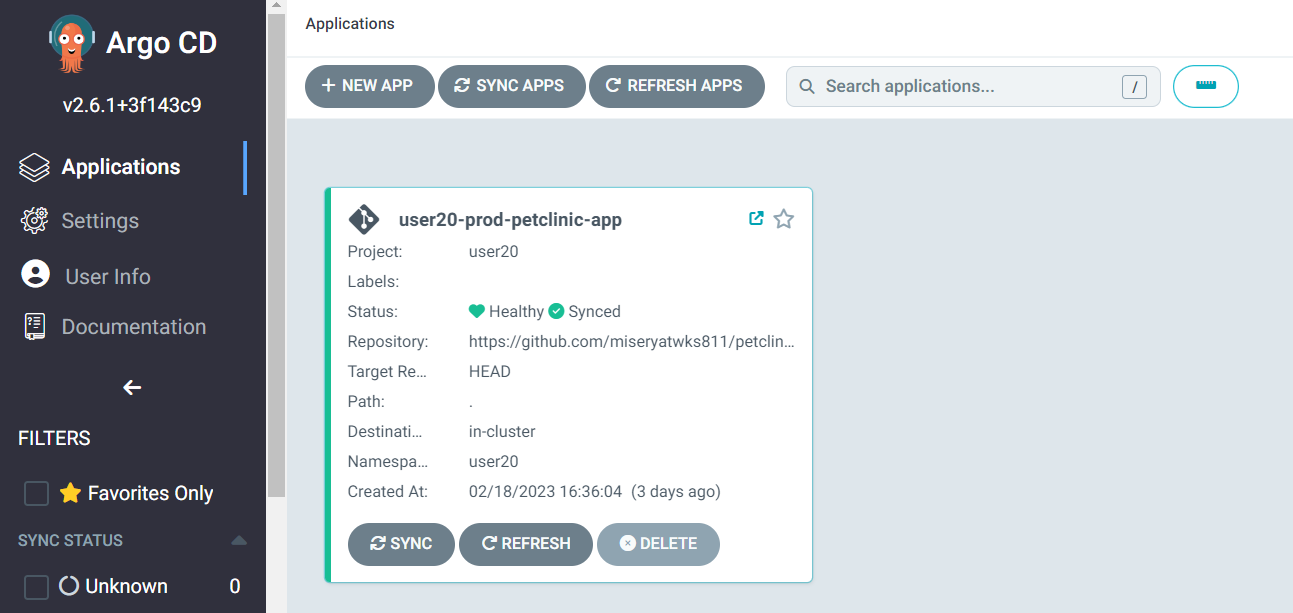 Argo CD
v2.6.1+3f143c9
Applications
Settings
User Info
Documentation
FILTERS
Favorites Only
SYNC STATUS
Unknown 0
Applications
NEW APP SYNC APPS REFRESH APPS Search applications... /
user20-prod-petclinic-app
Project: user20
Labels:
Status: Healthy Synced
Repository: https://github.com/miseryatwks811/petclin...
Target Re... HEAD
Path: .
Destinati... in-cluster
Namespa... user20
Created At: 02/18/2023 16:36:04 (3 days ago)
SYNC REFRESH DELETE